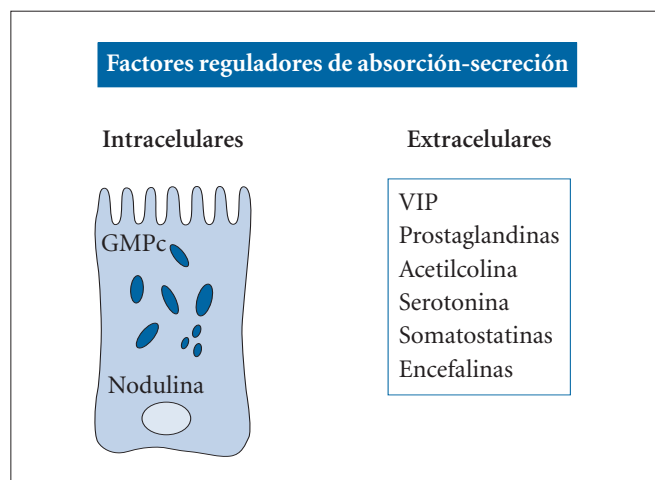 Factores reguladores de absorción-secreción
Intracelulares
GMPc
Nodulina
Extracelulares
VIP
Prostaglandinas
Acetilcolina
Serotonina
Somatostatinas
Encefalinas